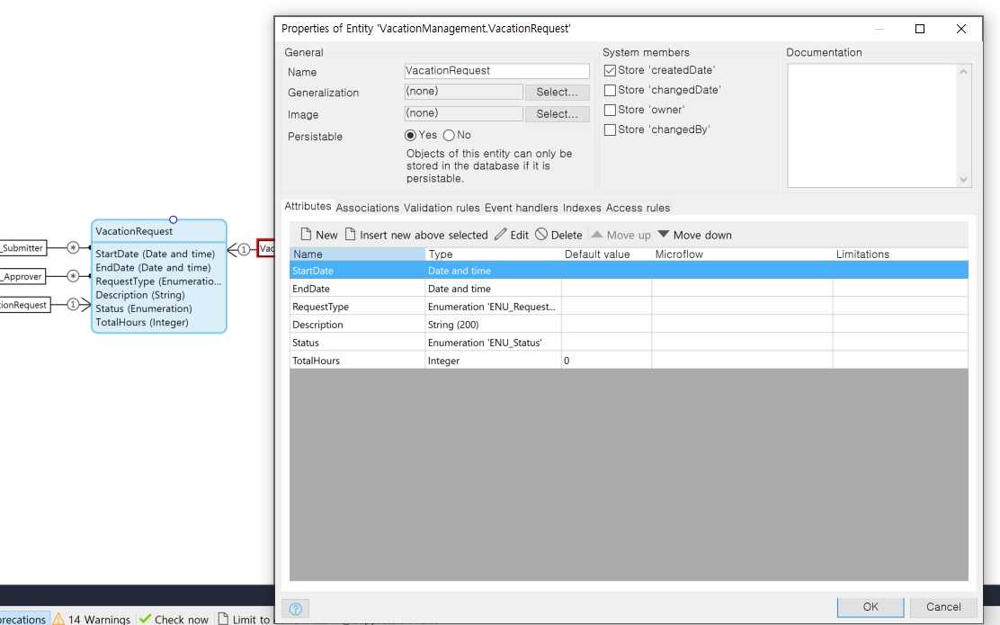 Properties of Entity 'VacationManagement.VacationRequest'
General
Name
VacationRequest
Generalization
(none)
Select...
Image
(none)
Select...
Persistable
Yes
No
Objects of this entity can only be
stored in the database if it is
persistable.
System members
Store 'createdDate'
Store 'changedDate'
Store 'owner'
Store 'changedBy'
Documentation
Attributes Associations Validation rules Event handlers Indexes Access rules
New Insert new above selected Edit Delete Move up Move down
Name Type Default value Microflow Limitations
StartDate Date and time
EndDate Date and time
RequestType Enumeration 'ENU_Request...
Description String (200)
Status Enumeration 'ENU_Status'
TotalHours Integer 0
OK Cancel
_Submitter
*
_Approver
*
tionRequest
1
VacationRequest
StartDate (Date and time)
EndDate (Date and time)
RequestType (Enumeratio...
Description (String)
Status (Enumeration)
TotalHours (Integer)
1
Vac
precations 14 Warnings Check now Limit to